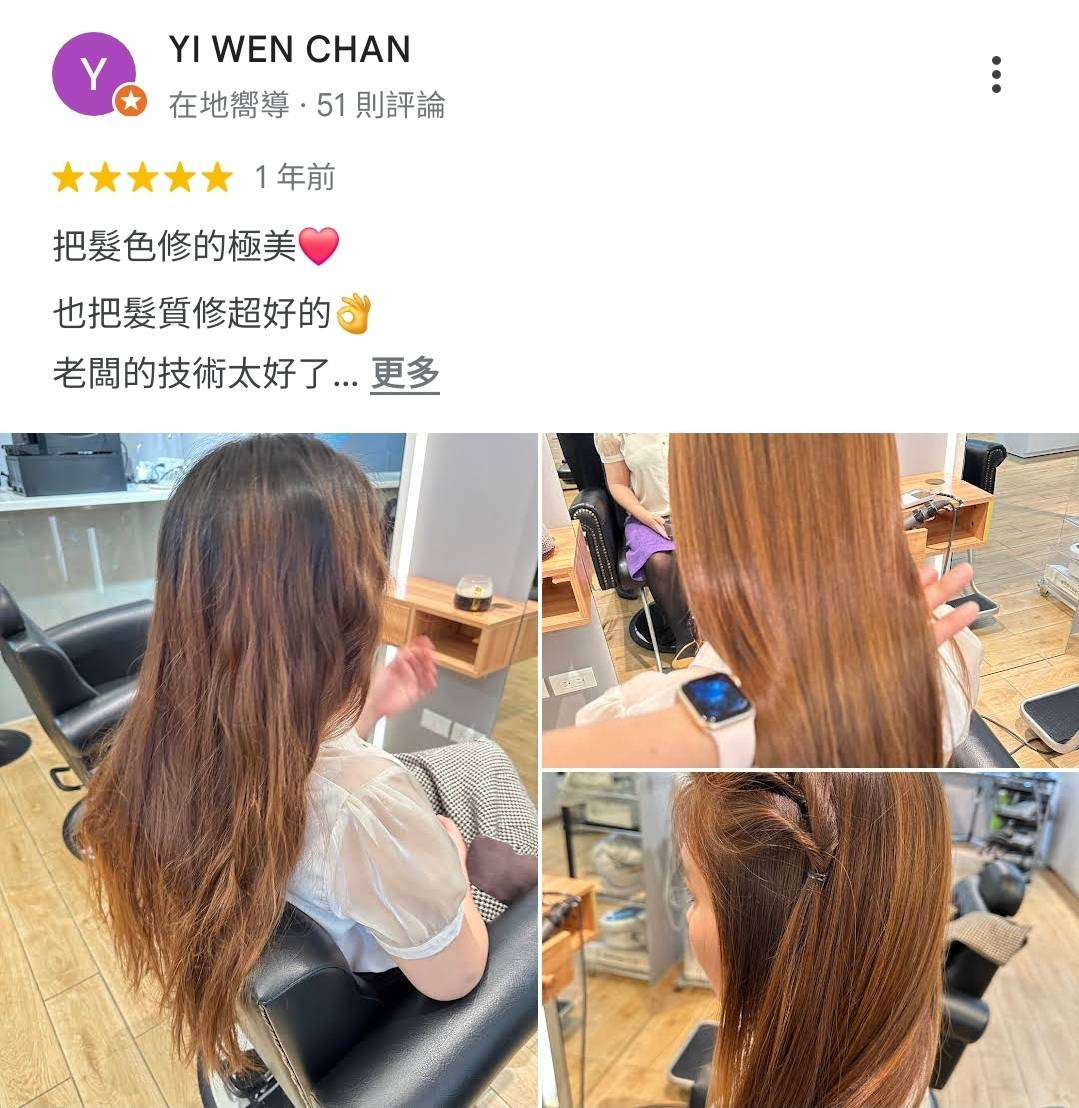 Y
YI WEN CHAN
在地嚮導 · 51 則評論
1 年前
把髮色修的極美❤️
也把髮質修超好的👌
老闆的技術太好了... 更多